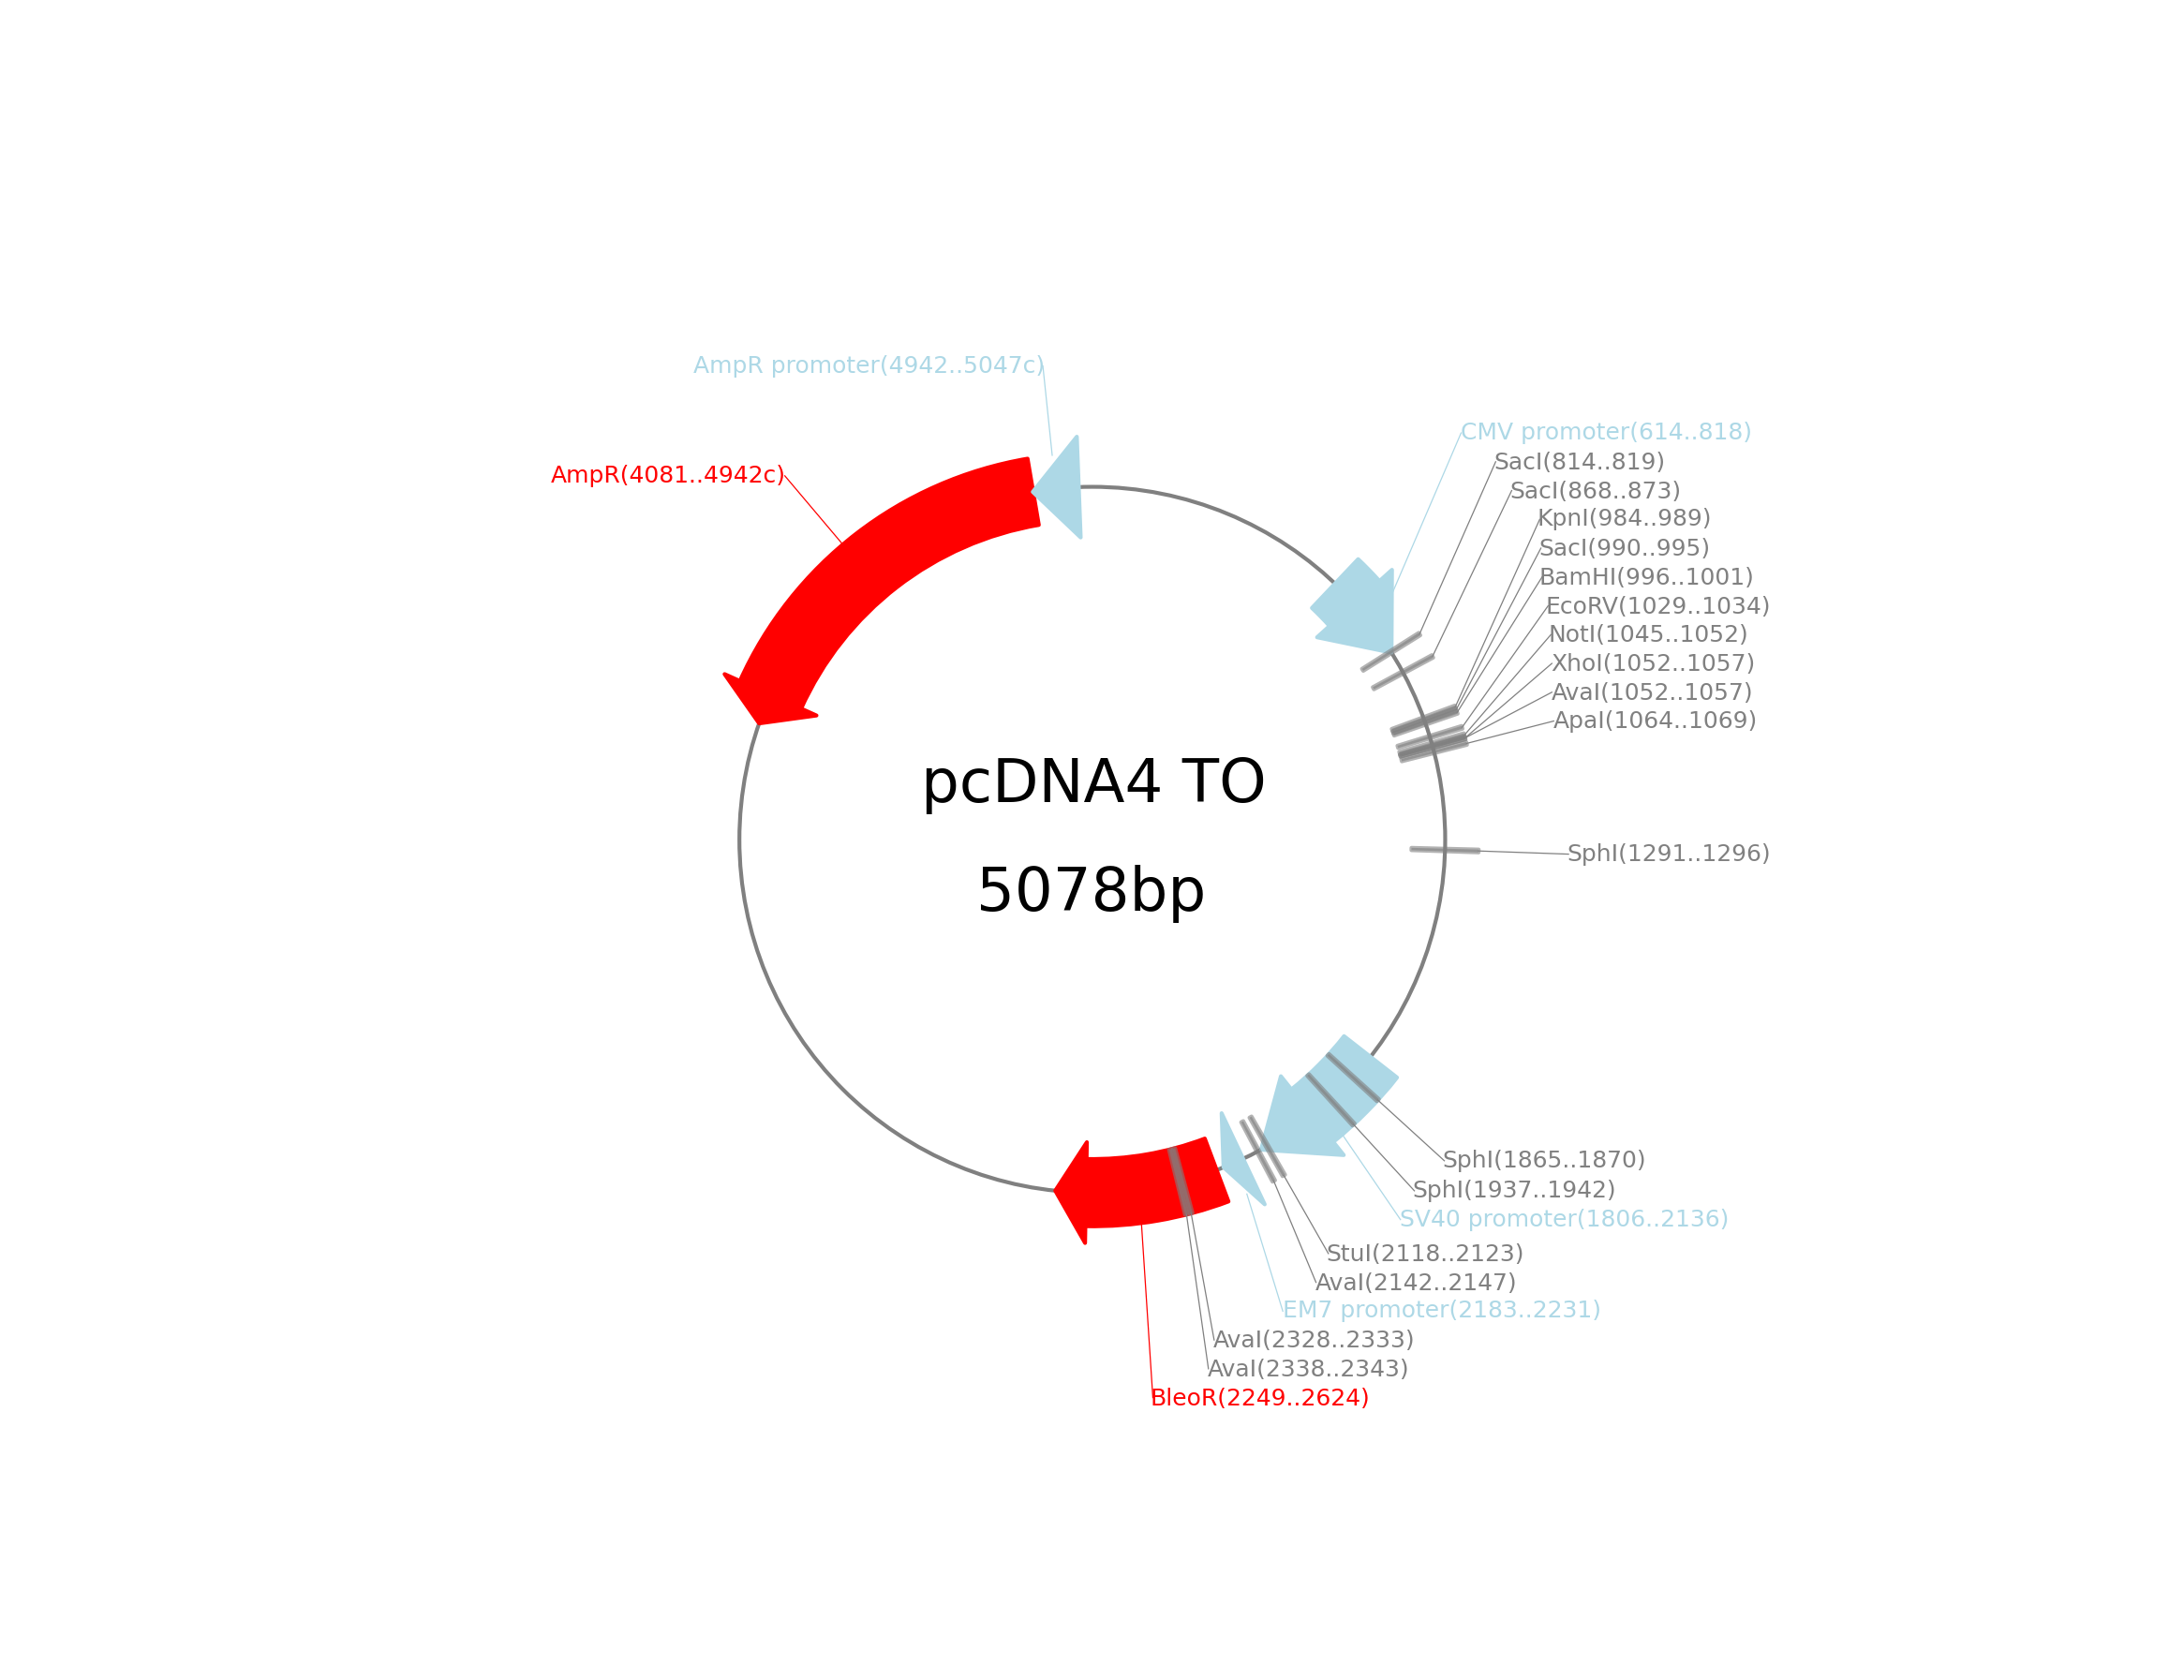 AmpR promoter(4942..5047c)
CMV promoter(614..818)
SacI(814..819)
AmpR(4081..4942c)
SacI(868..873)
KpnI(984..989)
SacI(990..995)
BamHI(996..1001)
EcoRV(1029..1034)
NotI(1045..1052)
XhoI(1052..1057)
AvaI(1052..1057)
ApaI(1064..1069)
pcDNA4 TO
5078bp
SphI(1291..1296)
SphI(1865..1870)
SphI(1937..1942)
SV40 promoter(1806..2136)
StuI(2118..2123)
AvaI(2142..2147)
EM7 promoter(2183..2231)
AvaI(2328..2333)
AvaI(2338..2343)
BleoR(2249..2624)